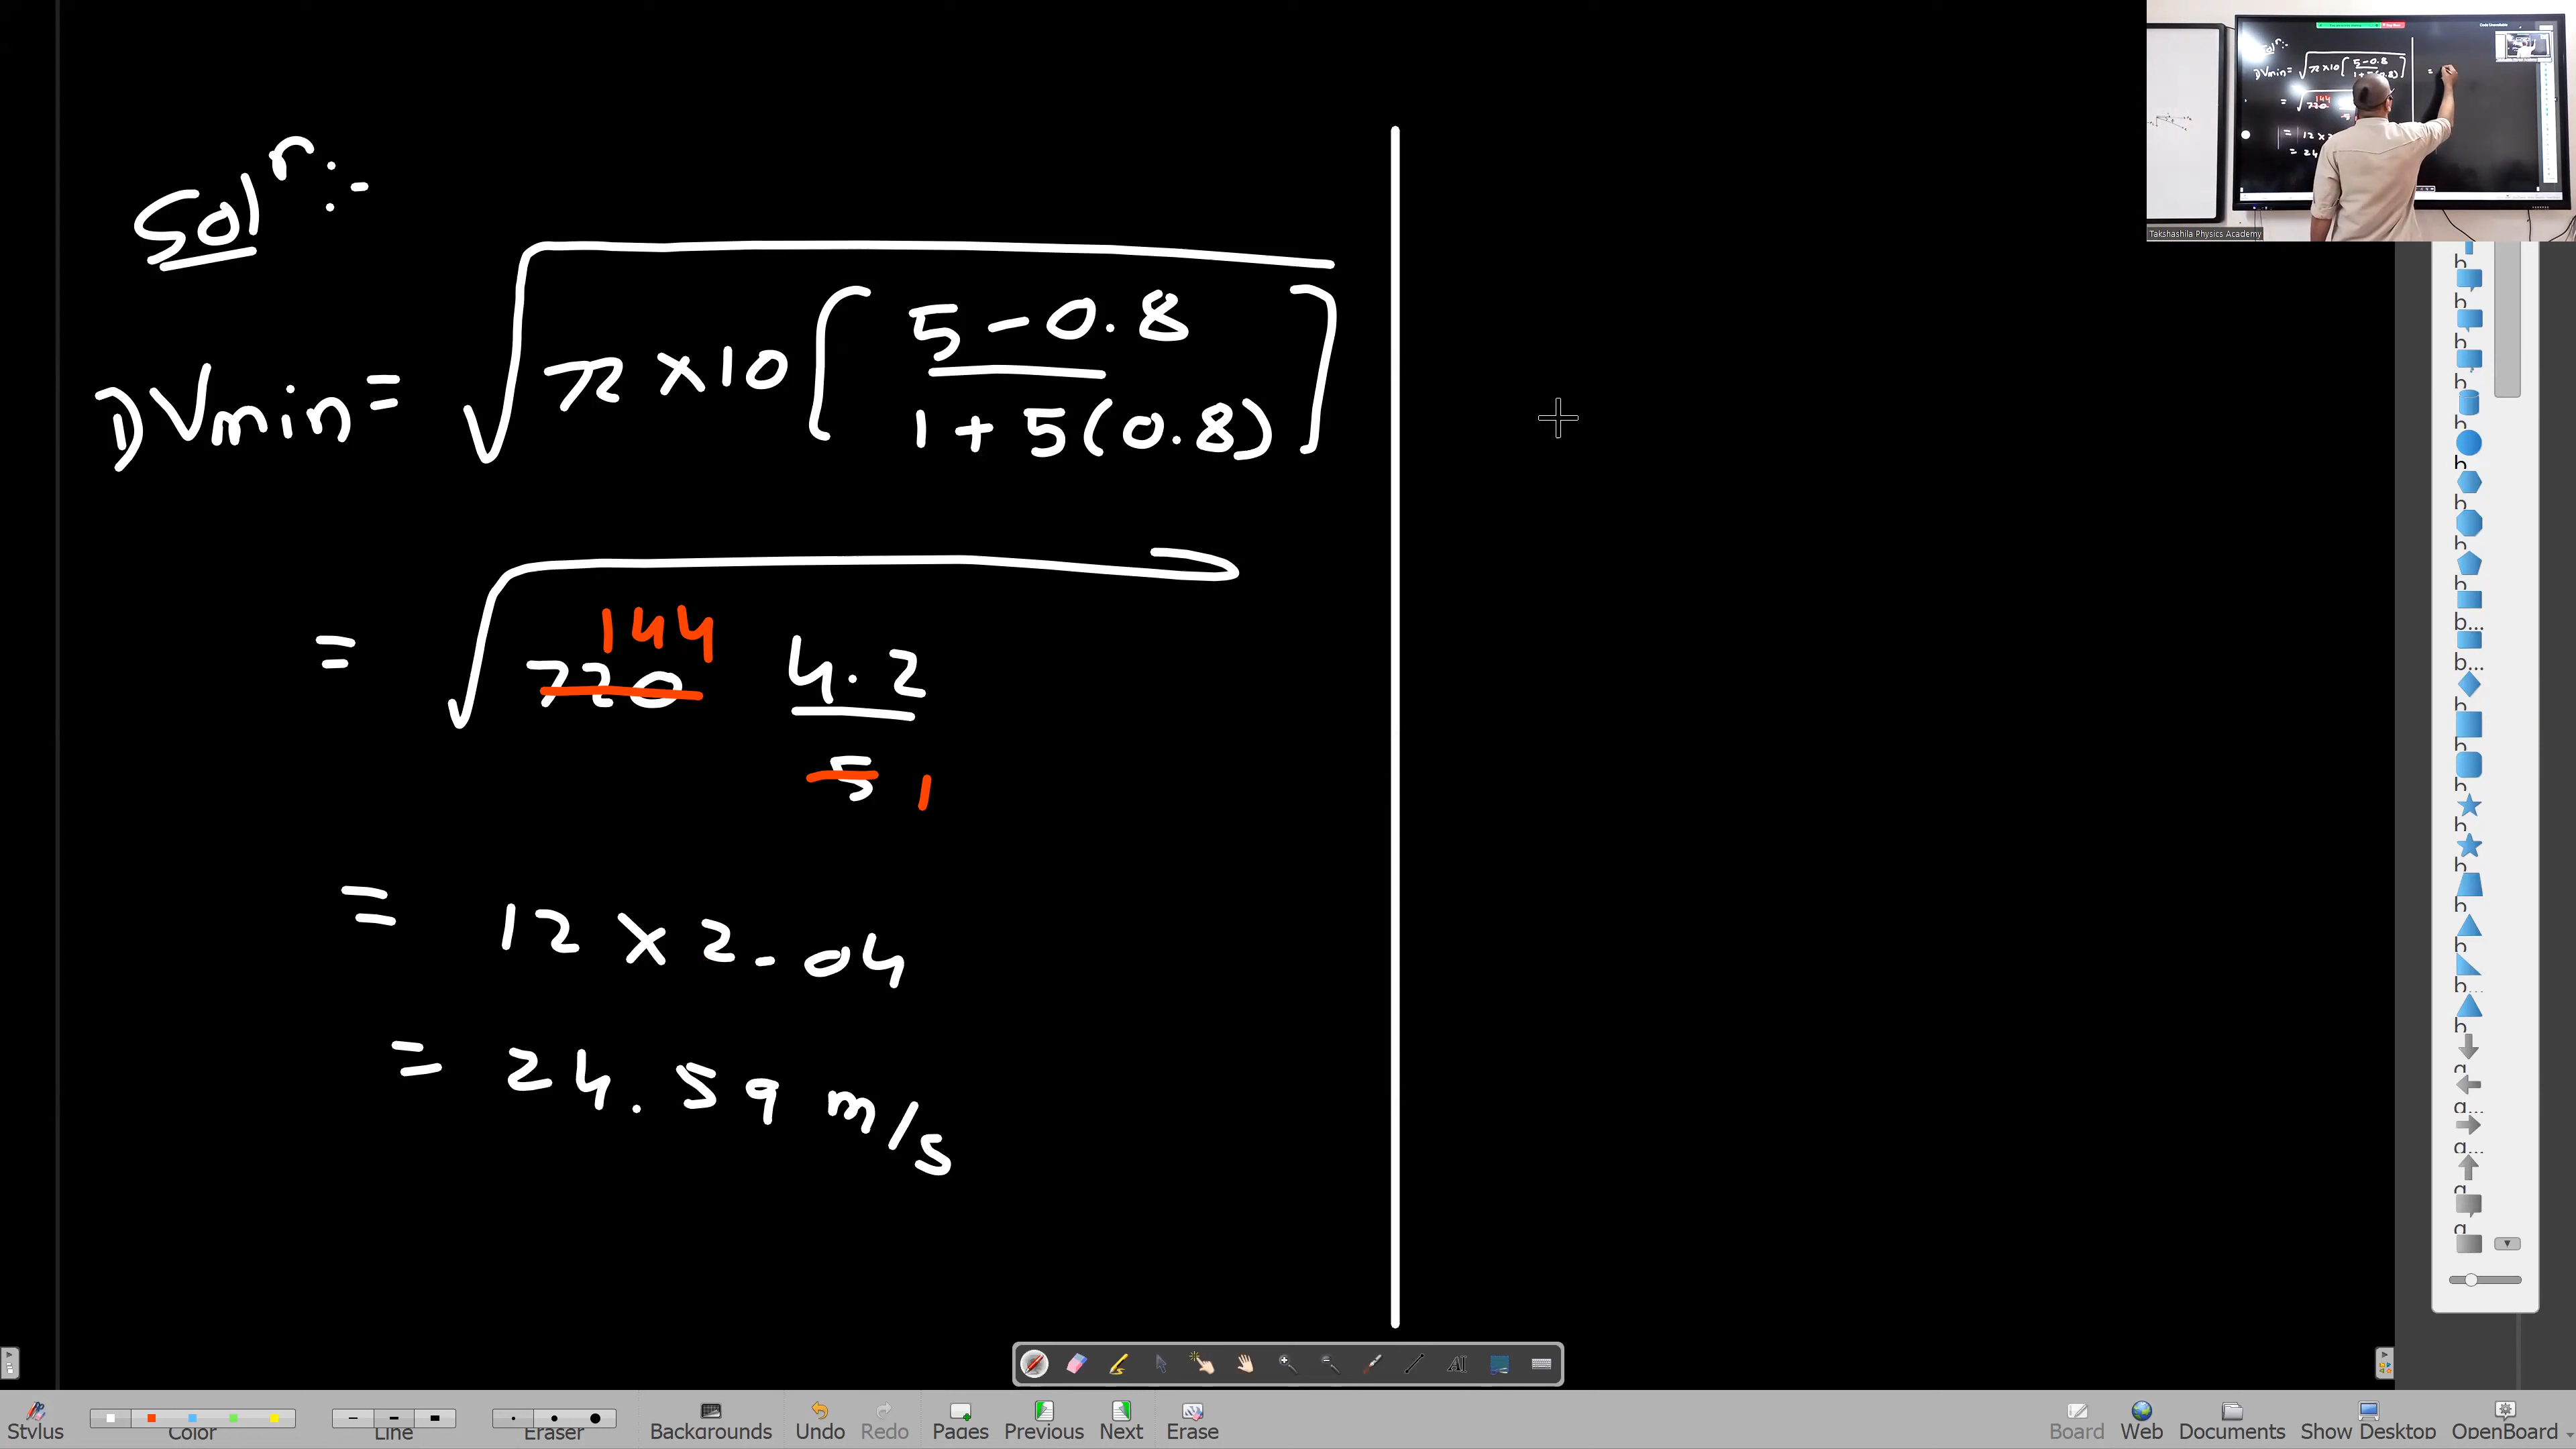 Solⁿ :-
1) Vmin = √72 × 10 [ 5 - 0.8 / 1 + 5(0.8) ]
= √720 144 4.2 / 5 1
= 12 × 2.04
= 24.59 m/s
Takshashila Physics Academy
b
b
b
b
b
b
b
b
b
b...
b...
b
b
b
b
b
b
b
b...
b
a
a...
a...
a
a
Stylus Color Line Eraser Backgrounds Undo Redo Pages Previous Next Erase Board Web Documents Show Desktop OpenBoard